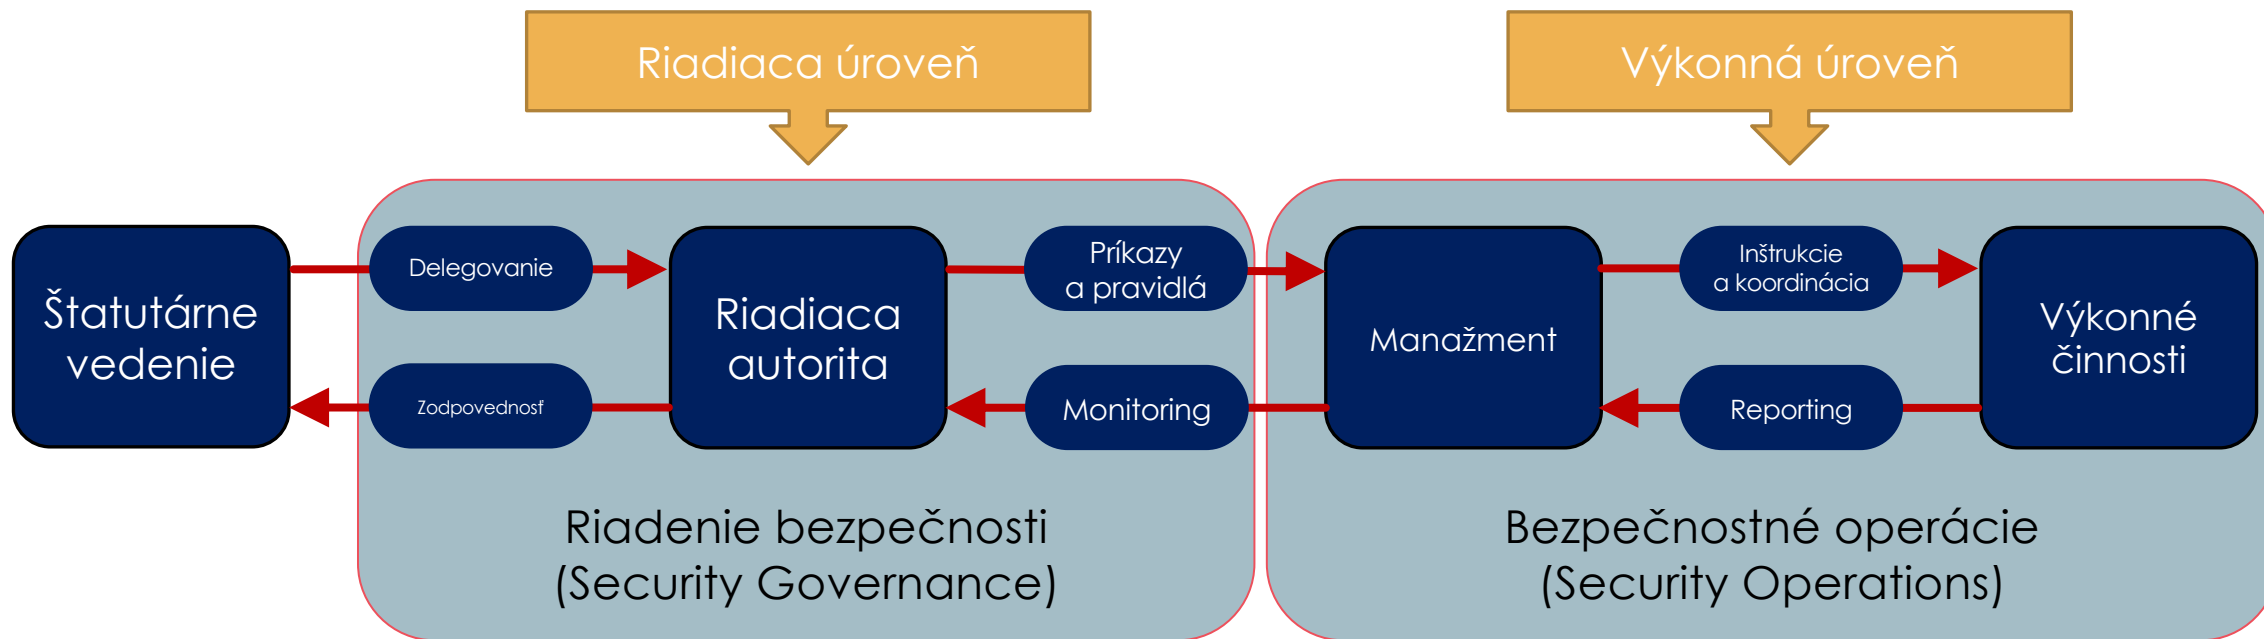 Riadiaca úroveň
Výkonná úroveň
Štatutárne
vedenie
Delegovanie
Zodpovednosť
Riadiaca
autorita
Príkazy
a pravidlá
Monitoring
Manažment
Inštrukcie
a koordinácia
Reporting
Výkonné
činnosti
Riadenie bezpečnosti
(Security Governance)
Bezpečnostné operácie
(Security Operations)